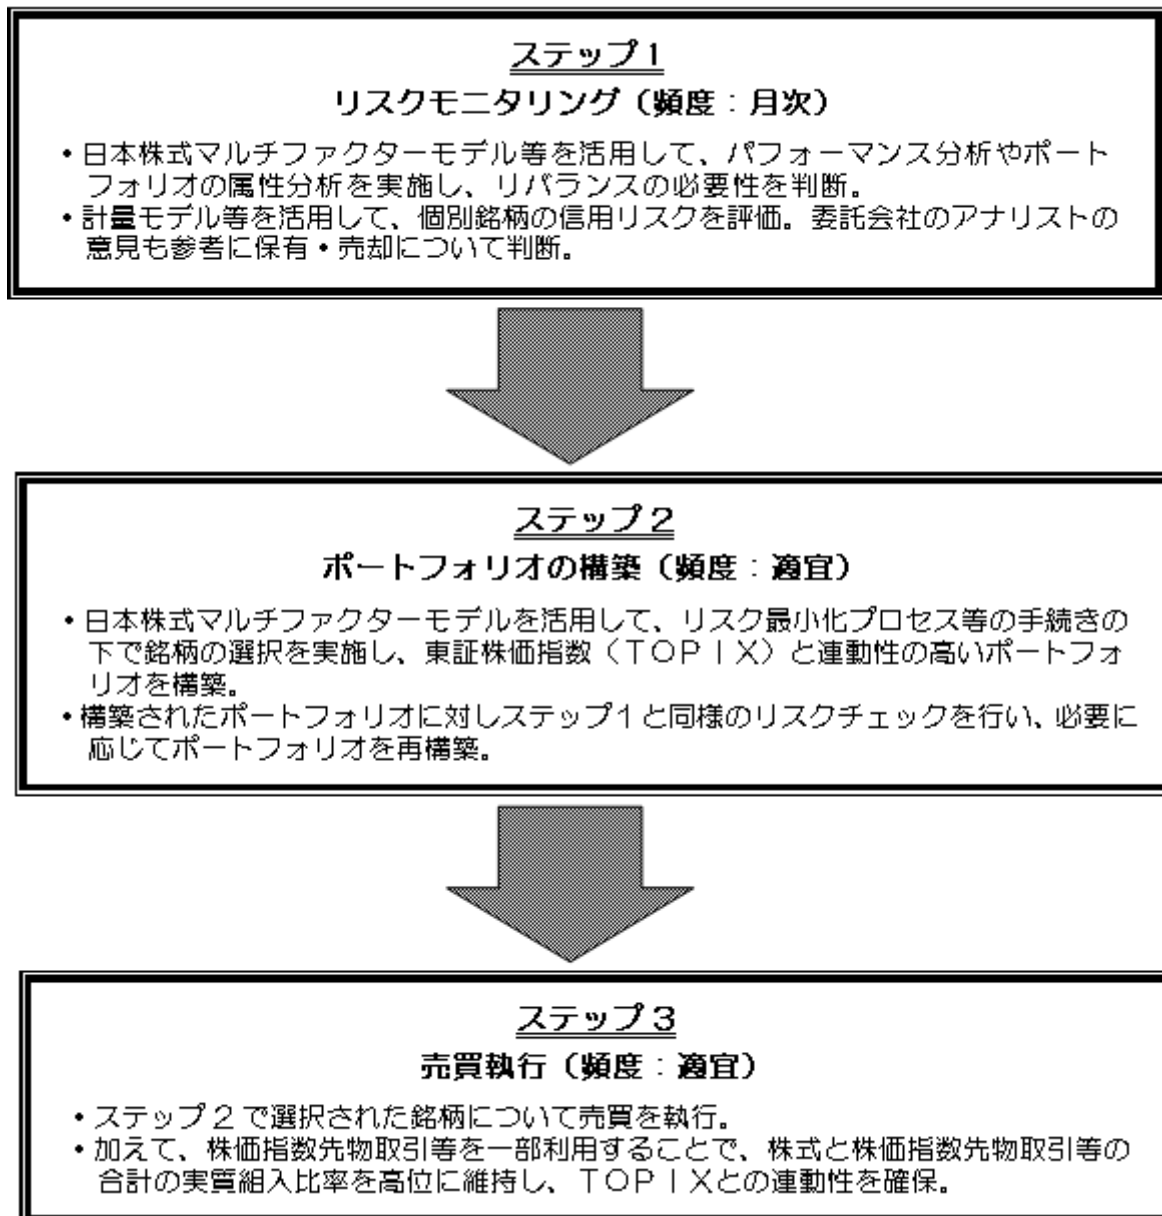 ステップ1
リスクモニタリング（頻度：月次）
・日本株式マルチファクターモデル等を活用して、パフォーマンス分析やポート
フォリオの属性分析を実施し、リバランスの必要性を判断。
・計量モデル等を活用して、個別銘柄の信用リスクを評価。委託会社のアナリストの
意見も参考に保有・売却について判断。
ステップ2
ポートフォリオの構築（頻度：適宜）
・日本株式マルチファクターモデルを活用して、リスク最小化プロセス等の手続きの
下で銘柄の選択を実施し、東証株価指数（ＴＯＰＩＸ）と連動性の高いポートフォ
リオを構築。
・構築されたポートフォリオに対しステップ1と同様のリスクチェックを行い、必要に
応じてポートフォリオを再構築。
ステップ3
売買執行（頻度：適宜）
・ステップ2で選択された銘柄について売買を執行。
・加えて、株価指数先物取引等を一部利用することで、株式と株価指数先物取引等の
合計の実質組入比率を高位に維持し、ＴＯＰＩＸとの連動性を確保。